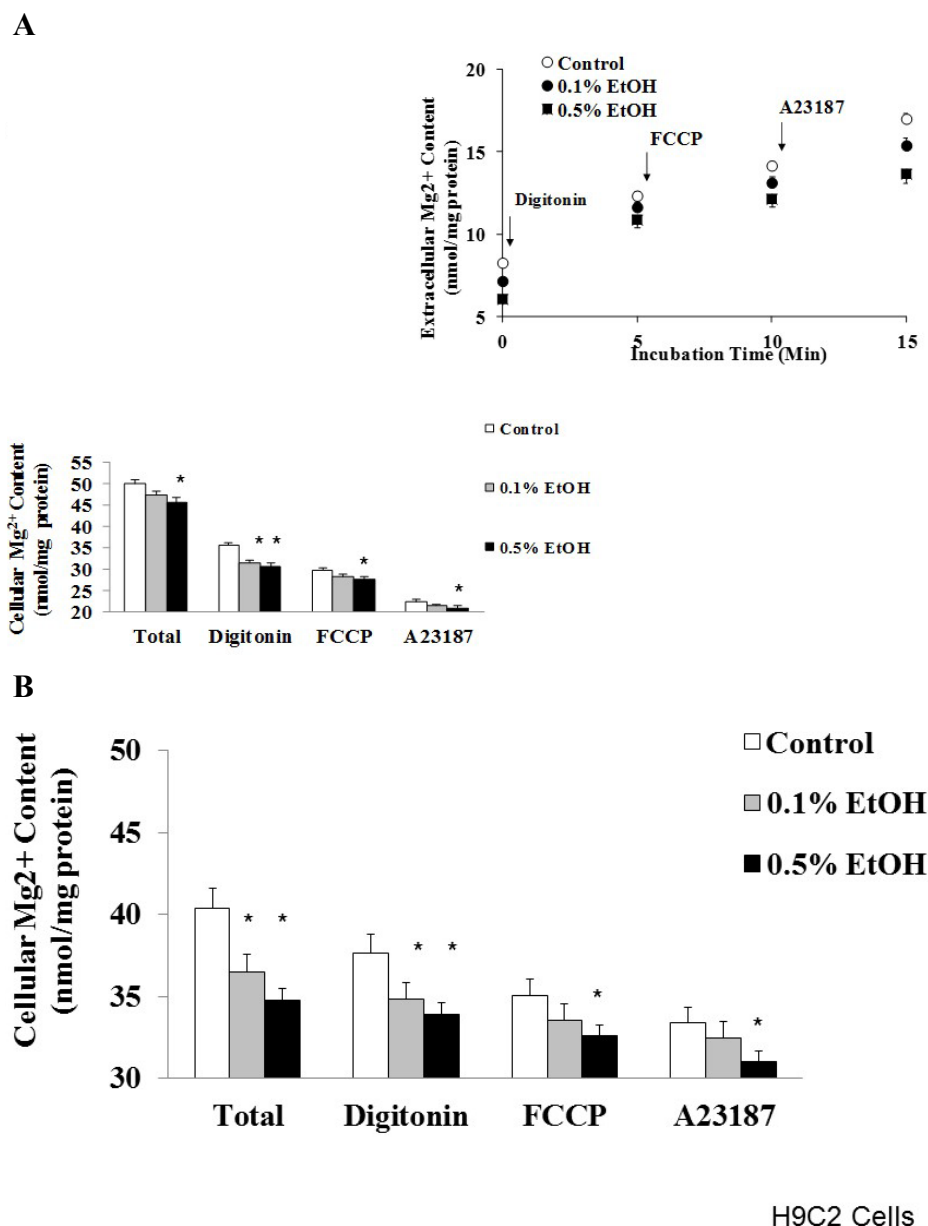 A
20
15
10
5
0
5
10
15
Extracellular Mg2+ Content
(nmol/mg protein)
Incubation Time (Min)
Control
0.1% EtOH
0.5% EtOH
Digitonin
FCCP
A23187
Cellular Mg2+ Content
(nmol/mg protein)
55
50
45
40
35
30
25
20
*
* *
*
*
Total Digitonin FCCP A23187
Control
0.1% EtOH
0.5% EtOH
B
Cellular Mg2+ Content
(nmol/mg protein)
50
45
40
35
30
* *
* *
*
*
Total Digitonin FCCP A23187
Control
0.1% EtOH
0.5% EtOH
H9C2 Cells